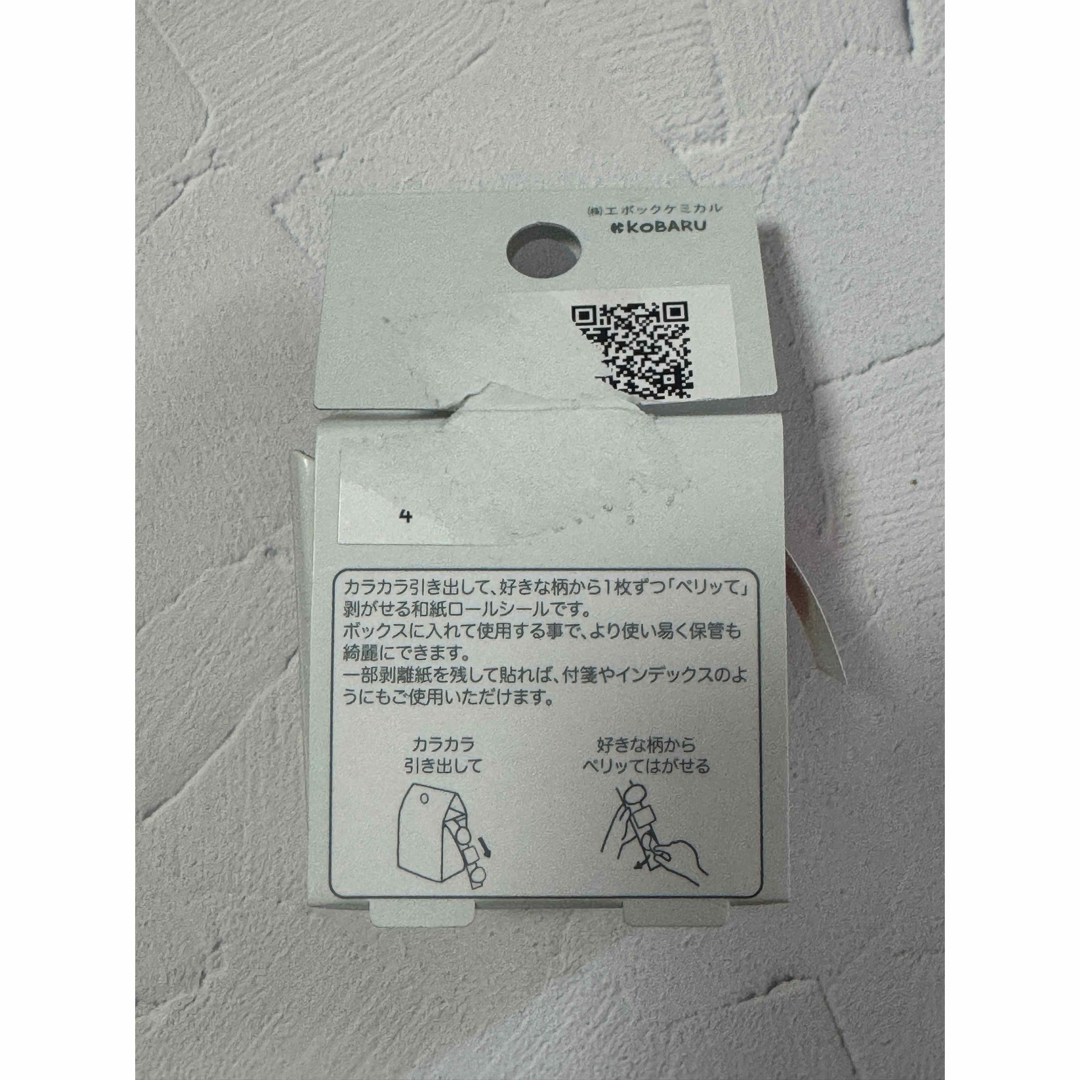 ㈱エポックケミカル
KOBARU
4
カラカラ引き出して、好きな柄から1枚ずつ「ペリッて」
剥がせる和紙ロールシールです。
ボックスに入れて使用する事で、より使い易く保管も
綺麗にできます。
一部剥離紙を残して貼れば、付箋やインデックスのよ
うにもご使用いただけます。
カラカラ
引き出して
好きな柄から
ペリッてはがせる